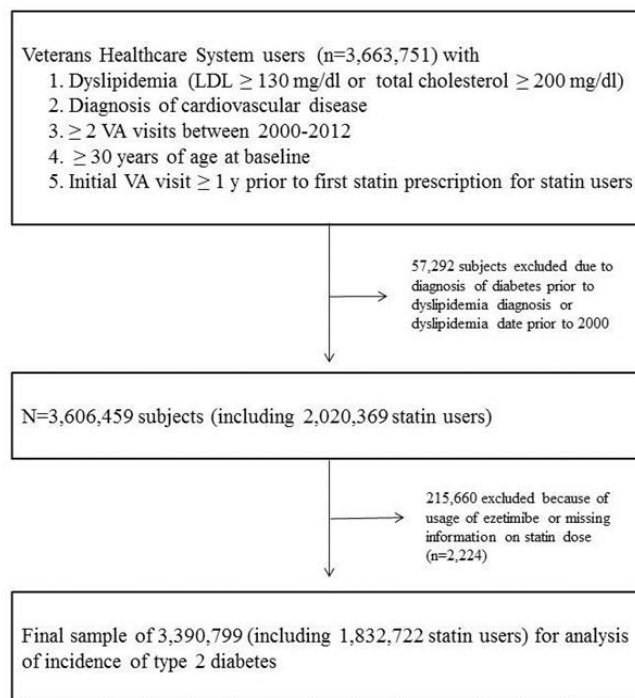 Veterans Healthcare System users (n=3,663,751) with
1. Dyslipidemia (LDL ≥ 130 mg/dl or total cholesterol ≥ 200 mg/dl)
2. Diagnosis of cardiovascular disease
3. ≥ 2 VA visits between 2000-2012
4. ≥ 30 years of age at baseline
5. Initial VA visit ≥ 1 y prior to first statin prescription for statin users
57,292 subjects excluded due to
diagnosis of diabetes prior to
dyslipidemia diagnosis or
dyslipidemia date prior to 2000
N=3,606,459 subjects (including 2,020,369 statin users)
215,660 excluded because of
usage of ezetimibe or missing
information on statin dose
(n=2,224)
Final sample of 3,390,799 (including 1,832,722 statin users) for analysis
of incidence of type 2 diabetes